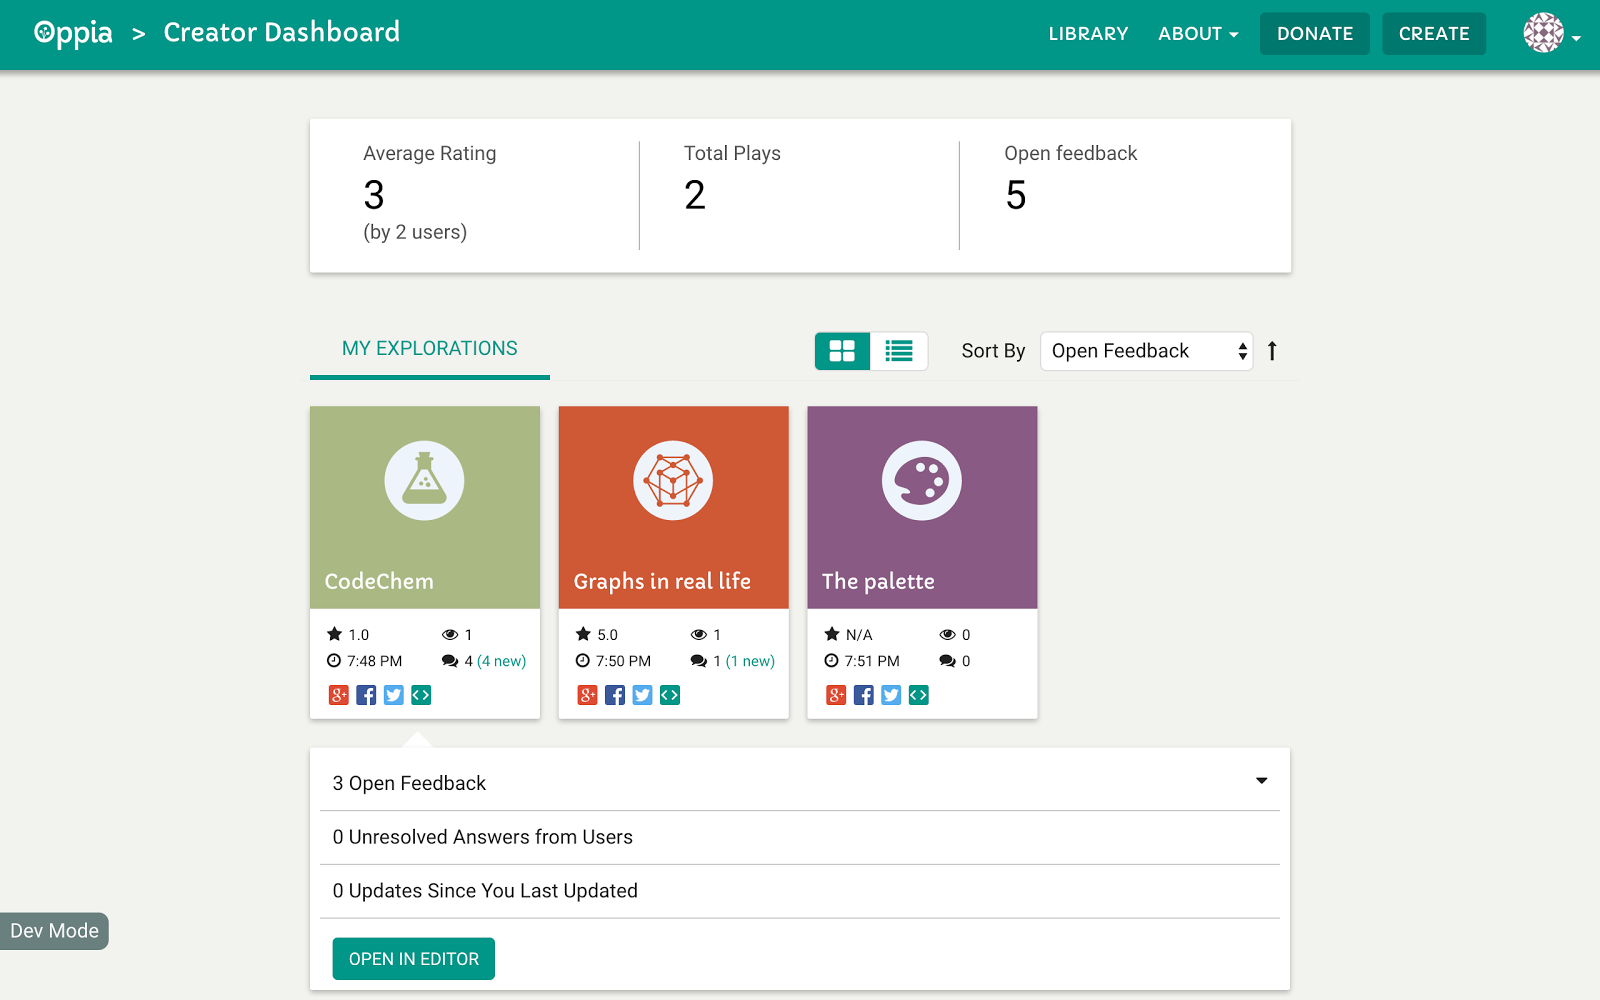 Oppia > Creator Dashboard
LIBRARY ABOUT DONATE CREATE
Average Rating
3
(by 2 users)
Total Plays
2
Open feedback
5
MY EXPLORATIONS
Sort By Open Feedback
CodeChem
1.0 1
7:48 PM 4 (4 new)
g+ f <>
Graphs in real life
5.0 1
7:50 PM 1 (1 new)
g+ f <>
The palette
N/A 0
7:51 PM 0
g+ f <>
3 Open Feedback
0 Unresolved Answers from Users
0 Updates Since You Last Updated
OPEN IN EDITOR
Dev Mode